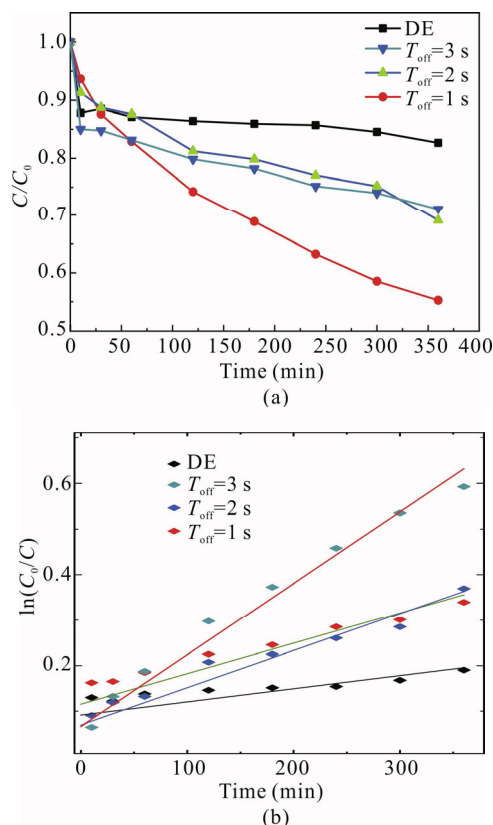 1.0
0.9
0.8
0.7
0.6
0.5
C/C₀
DE
Tₒff=3 s
Tₒff=2 s
Tₒff=1 s
0 50 100 150 200 250 300 350 400
Time (min)
(a)
0.6
0.4
0.2
ln(C₀/C)
DE
Tₒff=3 s
Tₒff=2 s
Tₒff=1 s
0 100 200 300
Time (min)
(b)